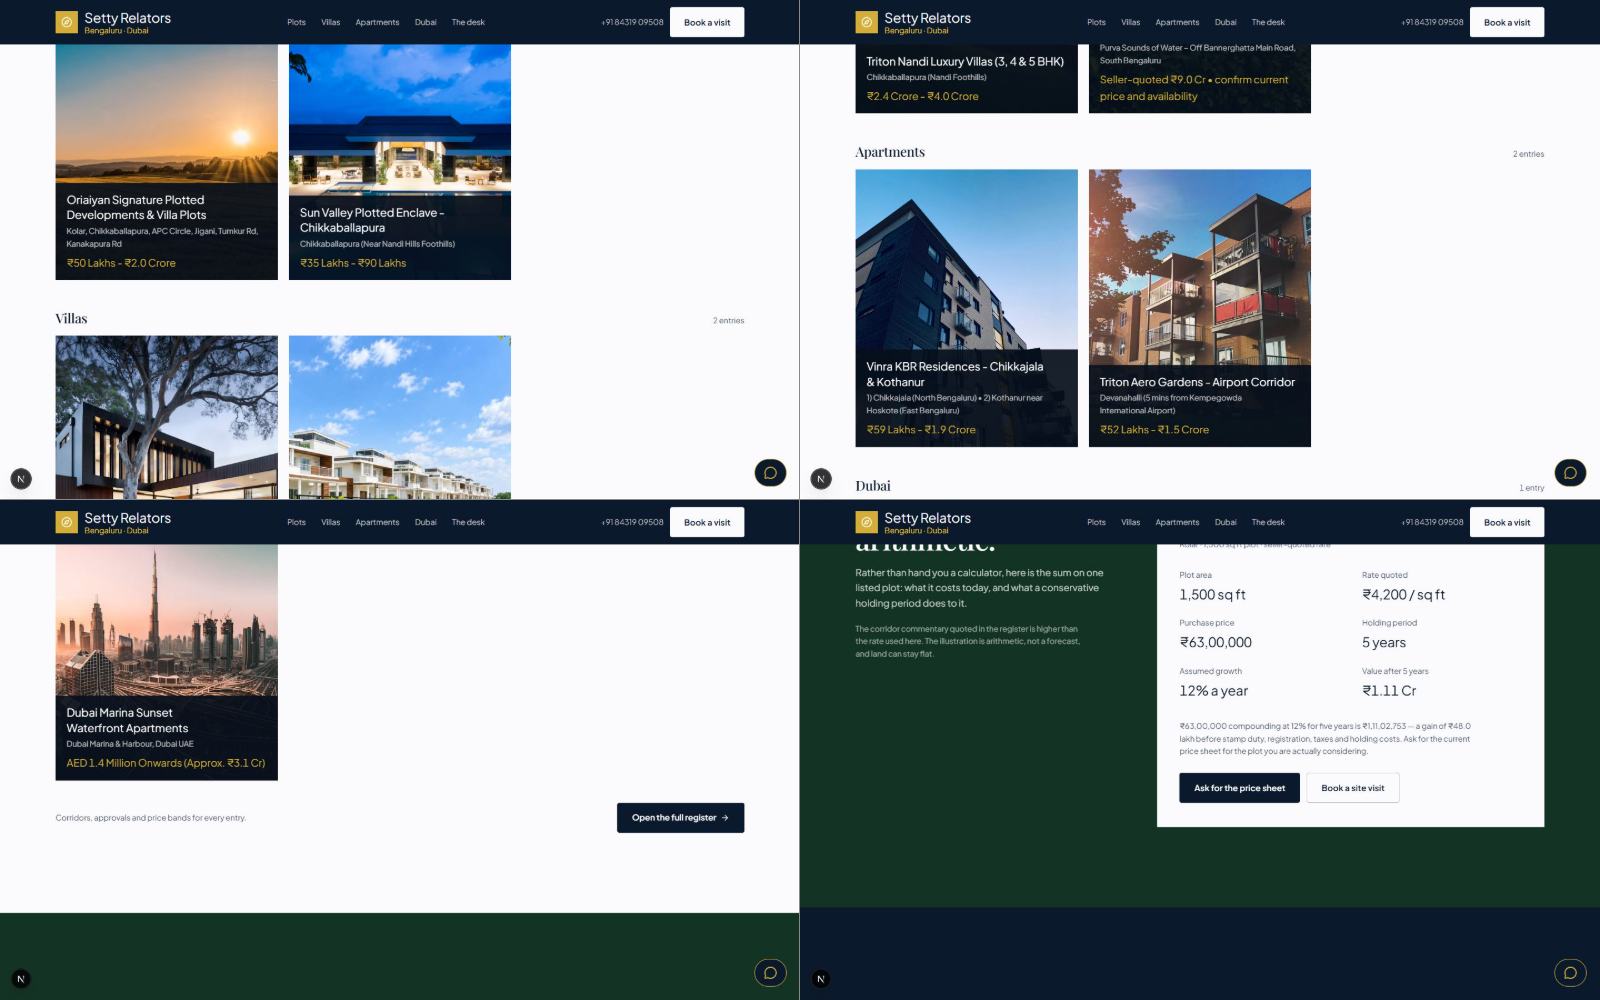 Setty Relators
Bengaluru · Dubai
Plots
Villas
Apartments
Dubai
The desk
+91 84319 09508
Book a visit
Oriaiyan Signature Plotted
Developments & Villa Plots
Kolar, Chikkaballapura, APC Circle, Jigani, Tumkur Rd,
Kanakapura Rd
₹50 Lakhs - ₹2.0 Crore
Sun Valley Plotted Enclave -
Chikkaballapura
Chikkaballapura (Near Nandi Hills Foothills)
₹35 Lakhs - ₹90 Lakhs
Villas
2 entries
N
Setty Relators
Bengaluru · Dubai
Plots
Villas
Apartments
Dubai
The desk
+91 84319 09508
Book a visit
Triton Nandi Luxury Villas (3, 4 & 5 BHK)
Chikkaballapura (Nandi Foothills)
₹2.4 Crore - ₹4.0 Crore
Purva Sounds of Water – Off Bannerghatta Main Road,
South Bengaluru
Seller-quoted ₹9.0 Cr • confirm current
price and availability
Apartments
2 entries
Vinra KBR Residences - Chikkajala
& Kothanur
1) Chikkajala (North Bengaluru) • 2) Kothanur near
Hoskote (East Bengaluru)
₹59 Lakhs - ₹1.9 Crore
Triton Aero Gardens - Airport Corridor
Devanahalli (5 mins from Kempegowda
International Airport)
₹52 Lakhs - ₹1.5 Crore
Dubai
1 entry
N
Setty Relators
Bengaluru · Dubai
Plots
Villas
Apartments
Dubai
The desk
+91 84319 09508
Book a visit
Dubai Marina Sunset
Waterfront Apartments
Dubai Marina & Harbour, Dubai UAE
AED 1.4 Million Onwards (Approx. ₹3.1 Cr)
Corridors, approvals and price bands for every entry.
Open the full register →
N
Setty Relators
Bengaluru · Dubai
Plots
Villas
Apartments
Dubai
The desk
+91 84319 09508
Book a visit
arithmetic.
Rather than hand you a calculator, here is the sum on one
listed plot: what it costs today, and what a conservative
holding period does to it.
The corridor commentary quoted in the register is higher than
the rate used here. The illustration is arithmetic, not a forecast,
and land can stay flat.
Kolar · 1,500 sq ft plot · seller-quoted rate
Plot area
Rate quoted
1,500 sq ft
₹4,200 / sq ft
Purchase price
Holding period
₹63,00,000
5 years
Assumed growth
Value after 5 years
12% a year
₹1.11 Cr
₹63,00,000 compounding at 12% for five years is ₹1,11,02,753 — a gain of ₹48.0
lakh before stamp duty, registration, taxes and holding costs. Ask for the current
price sheet for the plot you are actually considering.
Ask for the price sheet
Book a site visit
N